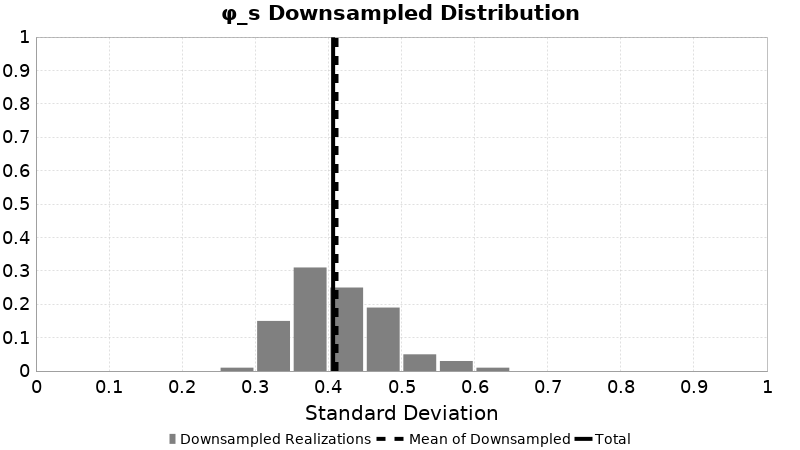 φ_s Downsampled Distribution
1
0.9
0.8
0.7
0.6
0.5
0.4
0.3
0.2
0.1
0
0 0.1 0.2 0.3 0.4 0.5 0.6 0.7 0.8 0.9 1
Standard Deviation
Downsampled Realizations Mean of Downsampled Total